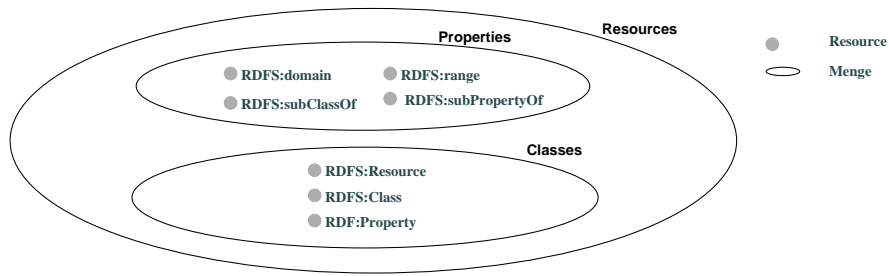 Resources
Properties
RDFS:domain
RDFS:range
RDFS:subClassOf
RDFS:subPropertyOf
Classes
RDFS:Resource
RDFS:Class
RDF:Property
Resource
Menge